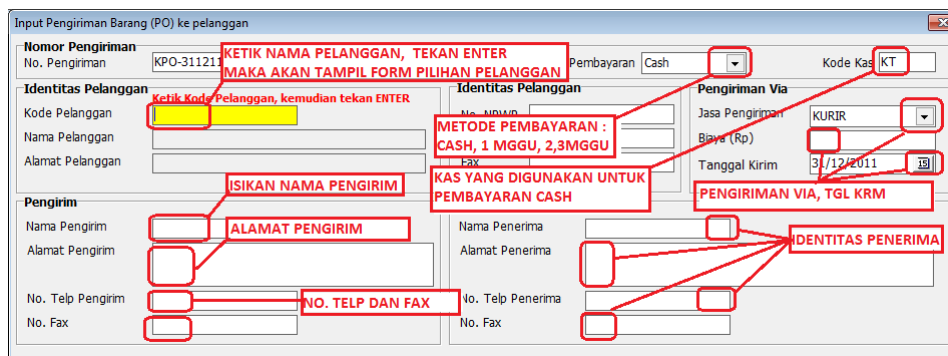 Input Pengiriman Barang (PO) ke pelanggan
Nomor Pengiriman
No. Pengiriman
KPO-311211
KETIK NAMA PELANGGAN, TEKAN ENTER
MAKA AKAN TAMPIL FORM PILIHAN PELANGGAN
Pembayaran
Cash
Kode Kas
KT
Identitas Pelanggan
Ketik Kode Pelanggan, kemudian tekan ENTER
Kode Pelanggan
Nama Pelanggan
Alamat Pelanggan
Identitas Pelanggan
No. NPWP
METODE PEMBAYARAN :
CASH, 1 MGGU, 2,3MGGU
Fax
KAS YANG DIGUNAKAN UNTUK
PEMBAYARAN CASH
Pengiriman Via
Jasa Pengiriman
KURIR
Biaya (Rp)
Tanggal Kirim
31/12/2011
15
PENGIRIMAN VIA, TGL KRM
ISIKAN NAMA PENGIRIM
Pengirim
Nama Pengirim
ALAMAT PENGIRIM
Alamat Pengirim
No. Telp Pengirim
NO. TELP DAN FAX
No. Fax
Nama Penerima
Alamat Penerima
IDENTITAS PENERIMA
No. Telp Penerima
No. Fax